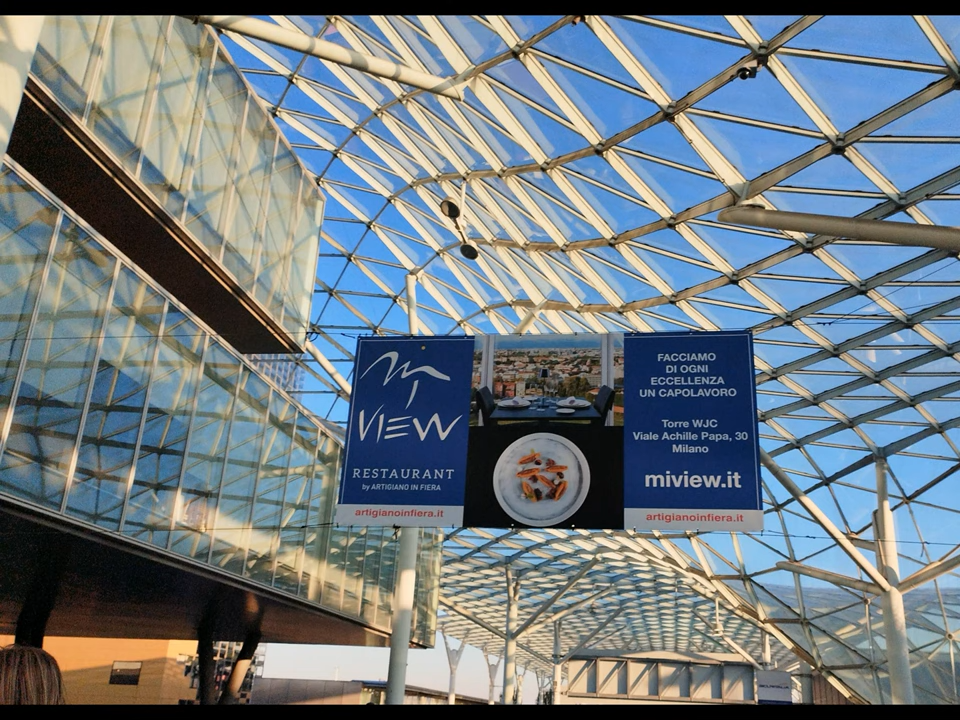 VIEW
RESTAURANT
by ARTIGIANO IN FIERA
artigianoinfiera.it
FACCIAMO
DI OGNI
ECCELLENZA
UN CAPOLAVORO
Torre WJC
Viale Achille Papa, 30
Milano
miview.it
artigianoinfiera.it